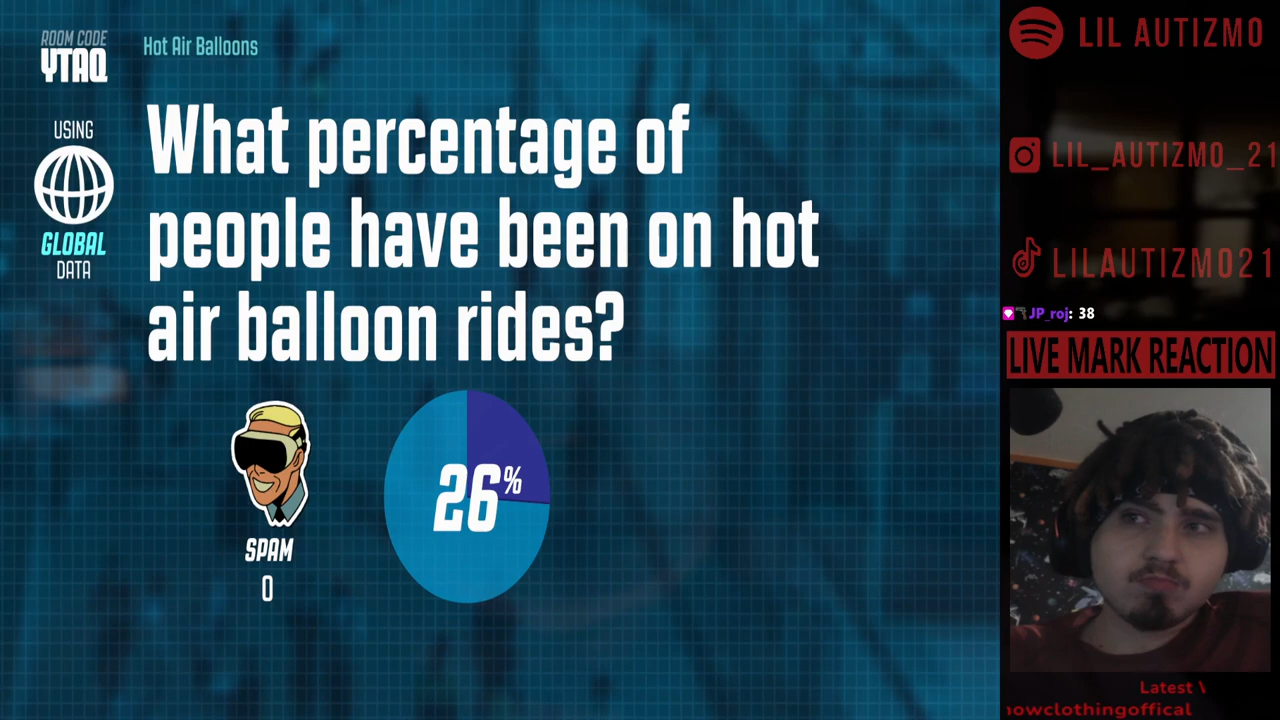 ROOM CODE
YTAQ
Hot Air Balloons
USING
GLOBAL
DATA
What percentage of
people have been on hot
air balloon rides?
26%
SPAM
0
LIL AUTIZMO
LIL_AUTIZMO_21
LILAUTIZMO21
JP_roj: 38
LIVE MARK REACTION
Latest \
nowclothingoffical